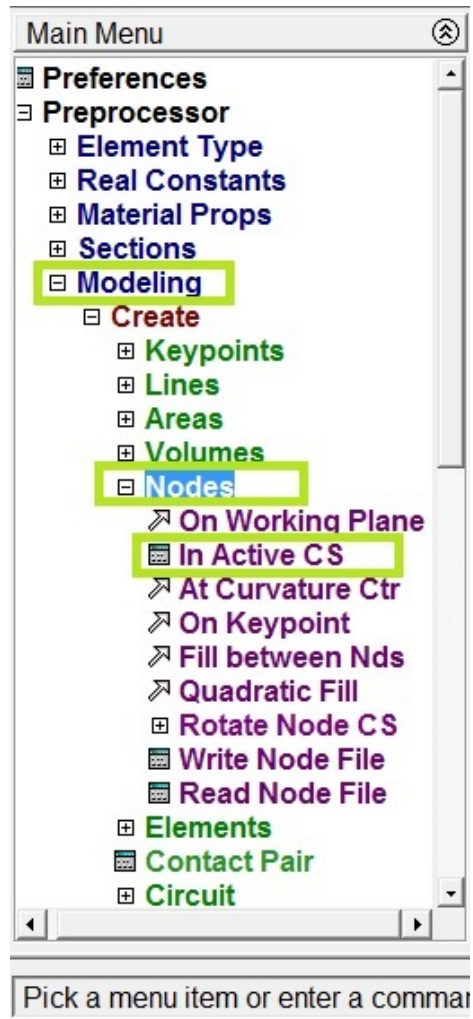 Main Menu
Preferences
Preprocessor
Element Type
Real Constants
Material Props
Sections
Modeling
Create
Keypoints
Lines
Areas
Volumes
Nodes
On Working Plane
In Active CS
At Curvature Ctr
On Keypoint
Fill between Nds
Quadratic Fill
Rotate Node CS
Write Node File
Read Node File
Elements
Contact Pair
Circuit
Pick a menu item or enter a comman